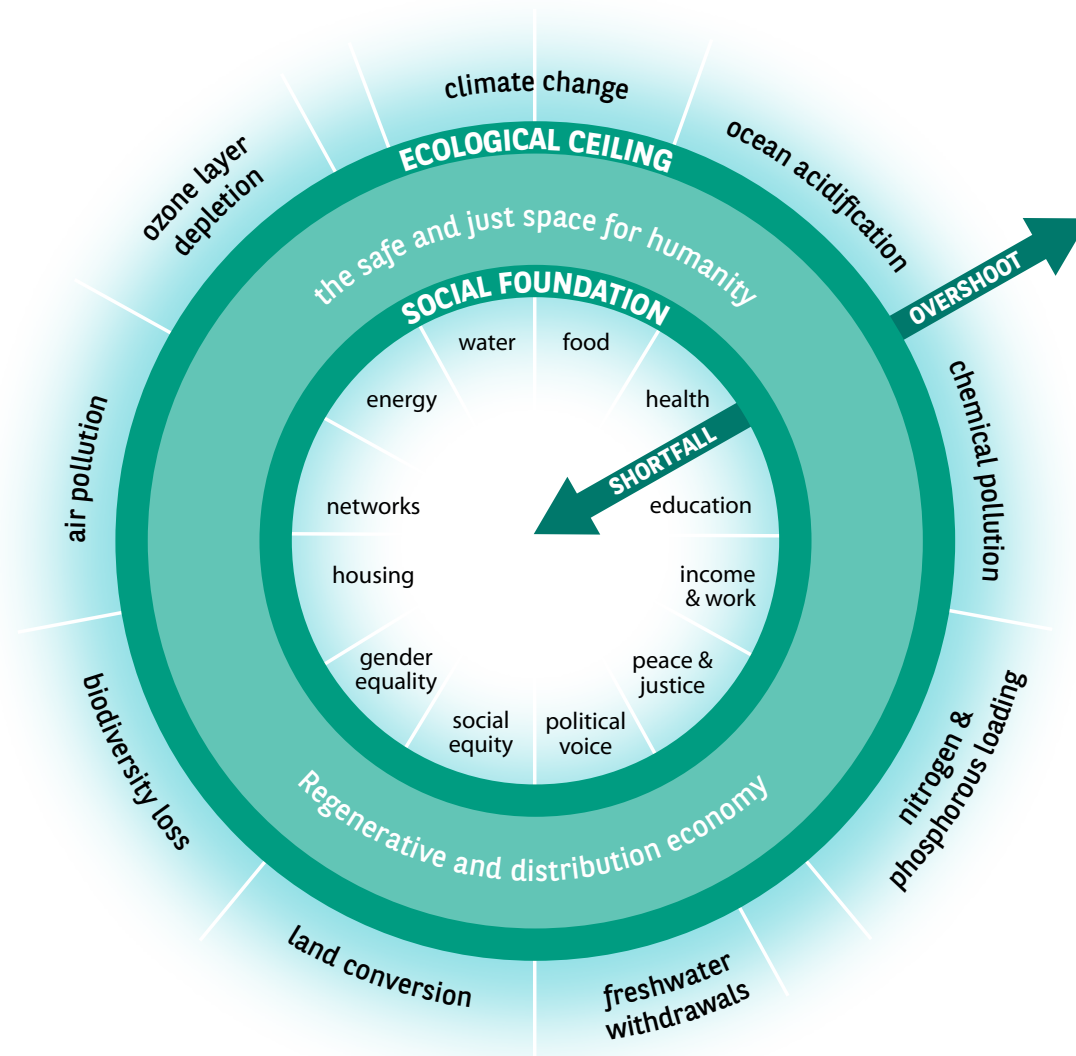 climate change
ocean acidification
chemical pollution
nitrogen &
phosphorous loading
freshwater
withdrawals
land conversion
biodiversity loss
air pollution
ozone layer
depletion
ECOLOGICAL CEILING
OVERSHOOT
the safe and just space for humanity
SOCIAL FOUNDATION
water
food
health
SHORTFALL
education
income
& work
peace &
justice
political
voice
social
equity
gender
equality
housing
networks
energy
Regenerative and distribution economy